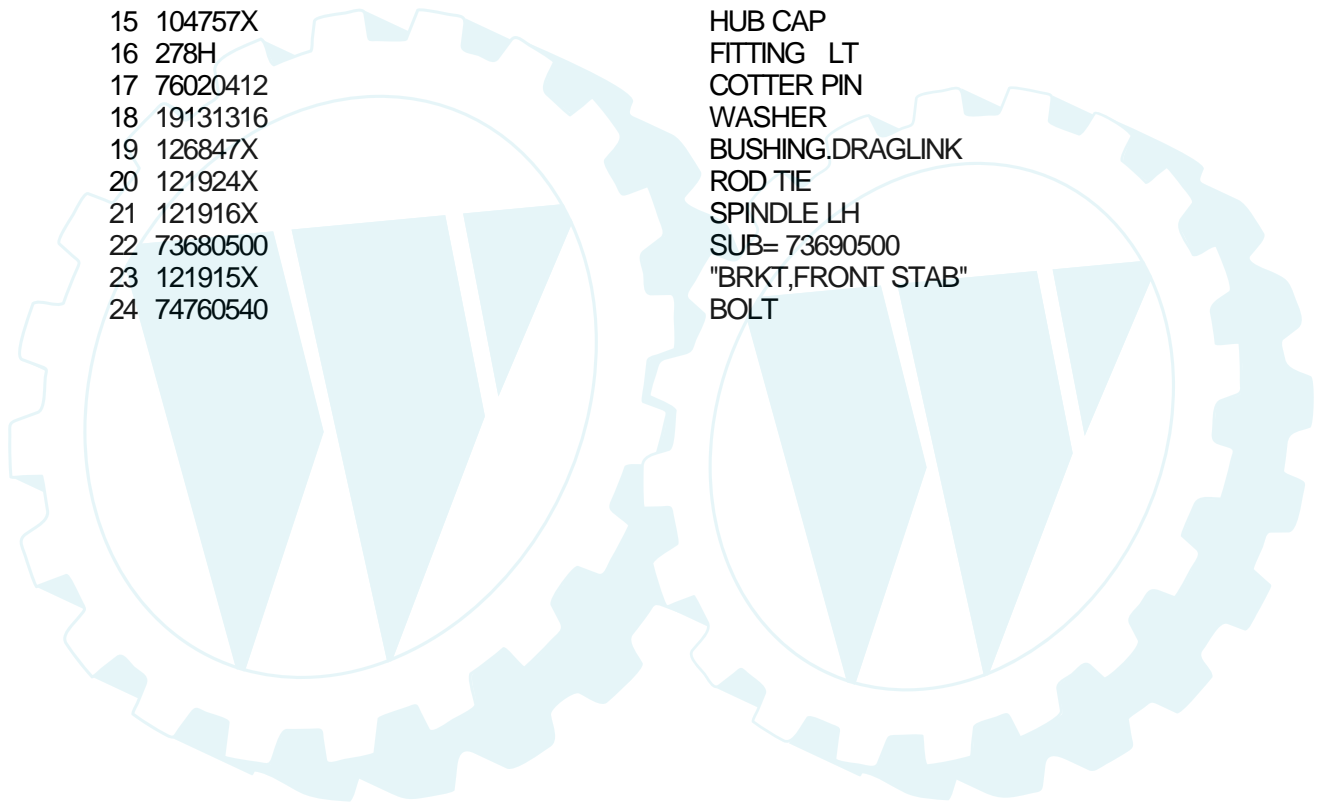 15 104757X HUB CAP
16 278H FITTING LT
17 76020412 COTTER PIN
18 19131316 WASHER
19 126847X BUSHING.DRAGLINK
20 121924X ROD TIE
21 121916X SPINDLE LH
22 73680500 SUB= 73690500
23 121915X "BRKT,FRONT STAB"
24 74760540 BOLT